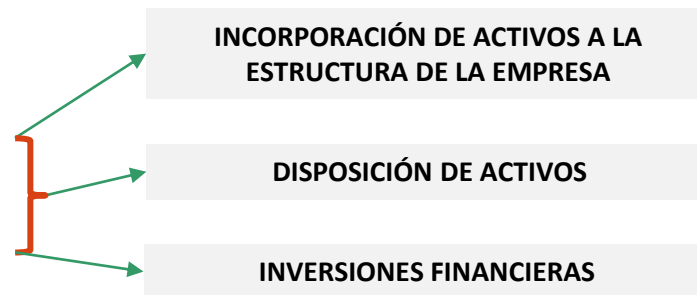 INCORPORACIÓN DE ACTIVOS A LA
ESTRUCTURA DE LA EMPRESA
DISPOSICIÓN DE ACTIVOS
INVERSIONES FINANCIERAS